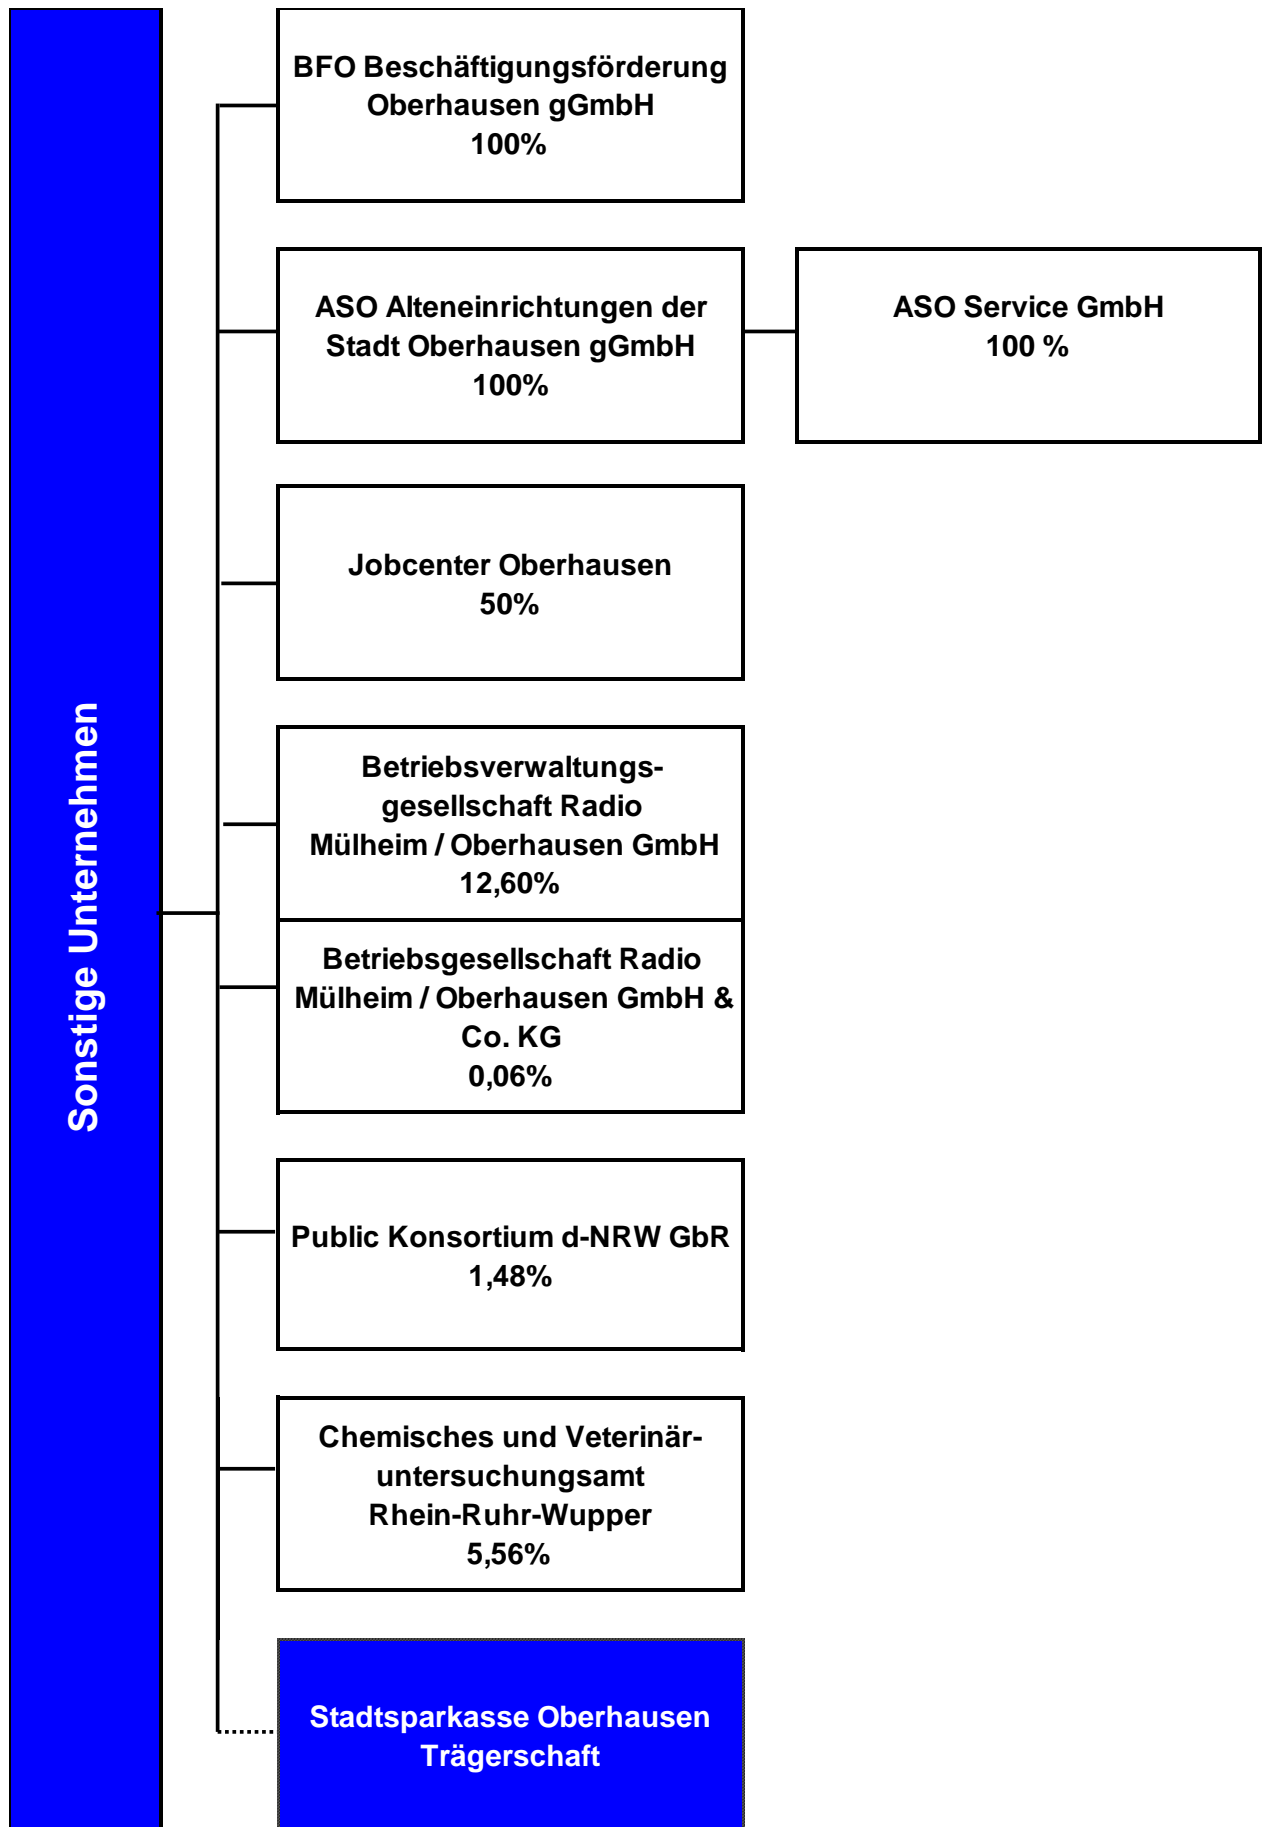 Sonstige Unternehmen
BFO Beschäftigungsförderung
Oberhausen gGmbH
100%
ASO Alteneinrichtungen der
Stadt Oberhausen gGmbH
100%
ASO Service GmbH
100 %
Jobcenter Oberhausen
50%
Betriebsverwaltungs-
gesellschaft Radio
Mülheim / Oberhausen GmbH
12,60%
Betriebsgesellschaft Radio
Mülheim / Oberhausen GmbH &
Co. KG
0,06%
Public Konsortium d-NRW GbR
1,48%
Chemisches und Veterinär-
untersuchungsamt
Rhein-Ruhr-Wupper
5,56%
Stadtsparkasse Oberhausen
Trägerschaft